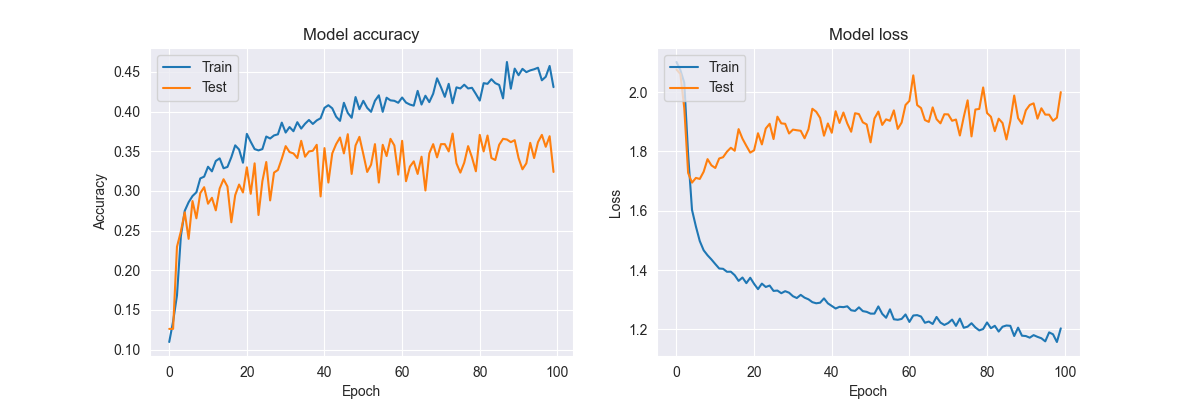 Model accuracy
Train
Test
0.45
0.40
0.35
0.30
0.25
0.20
0.15
0.10
Accuracy
0 20 40 60 80 100
Epoch
Model loss
Train
Test
2.0
1.8
1.6
1.4
1.2
Loss
0 20 40 60 80 100
Epoch